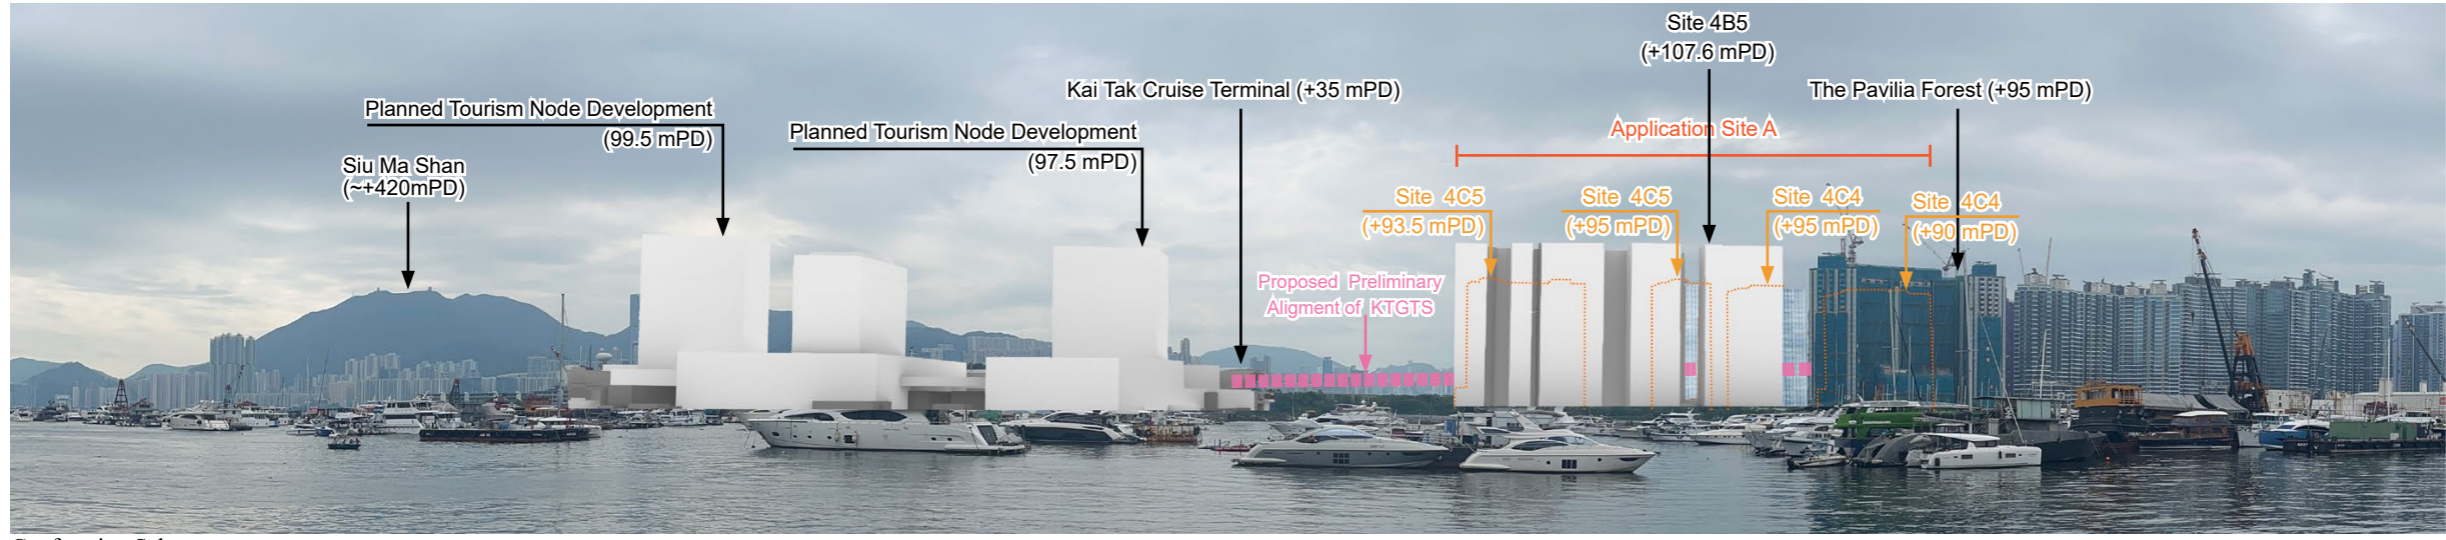 Site 4B5
(+107.6 mPD)
Kai Tak Cruise Terminal (+35 mPD)
The Pavilia Forest (+95 mPD)
Planned Tourism Node Development
(99.5 mPD)
Planned Tourism Node Development
(97.5 mPD)
Application Site A
Siu Ma Shan
(~+420mPD)
Site 4C5
(+93.5 mPD)
Site 4C5
(+95 mPD)
Site 4C4
(+95 mPD)
Site 4C4
(+90 mPD)
Proposed Preliminary
Aligment of KTGTS